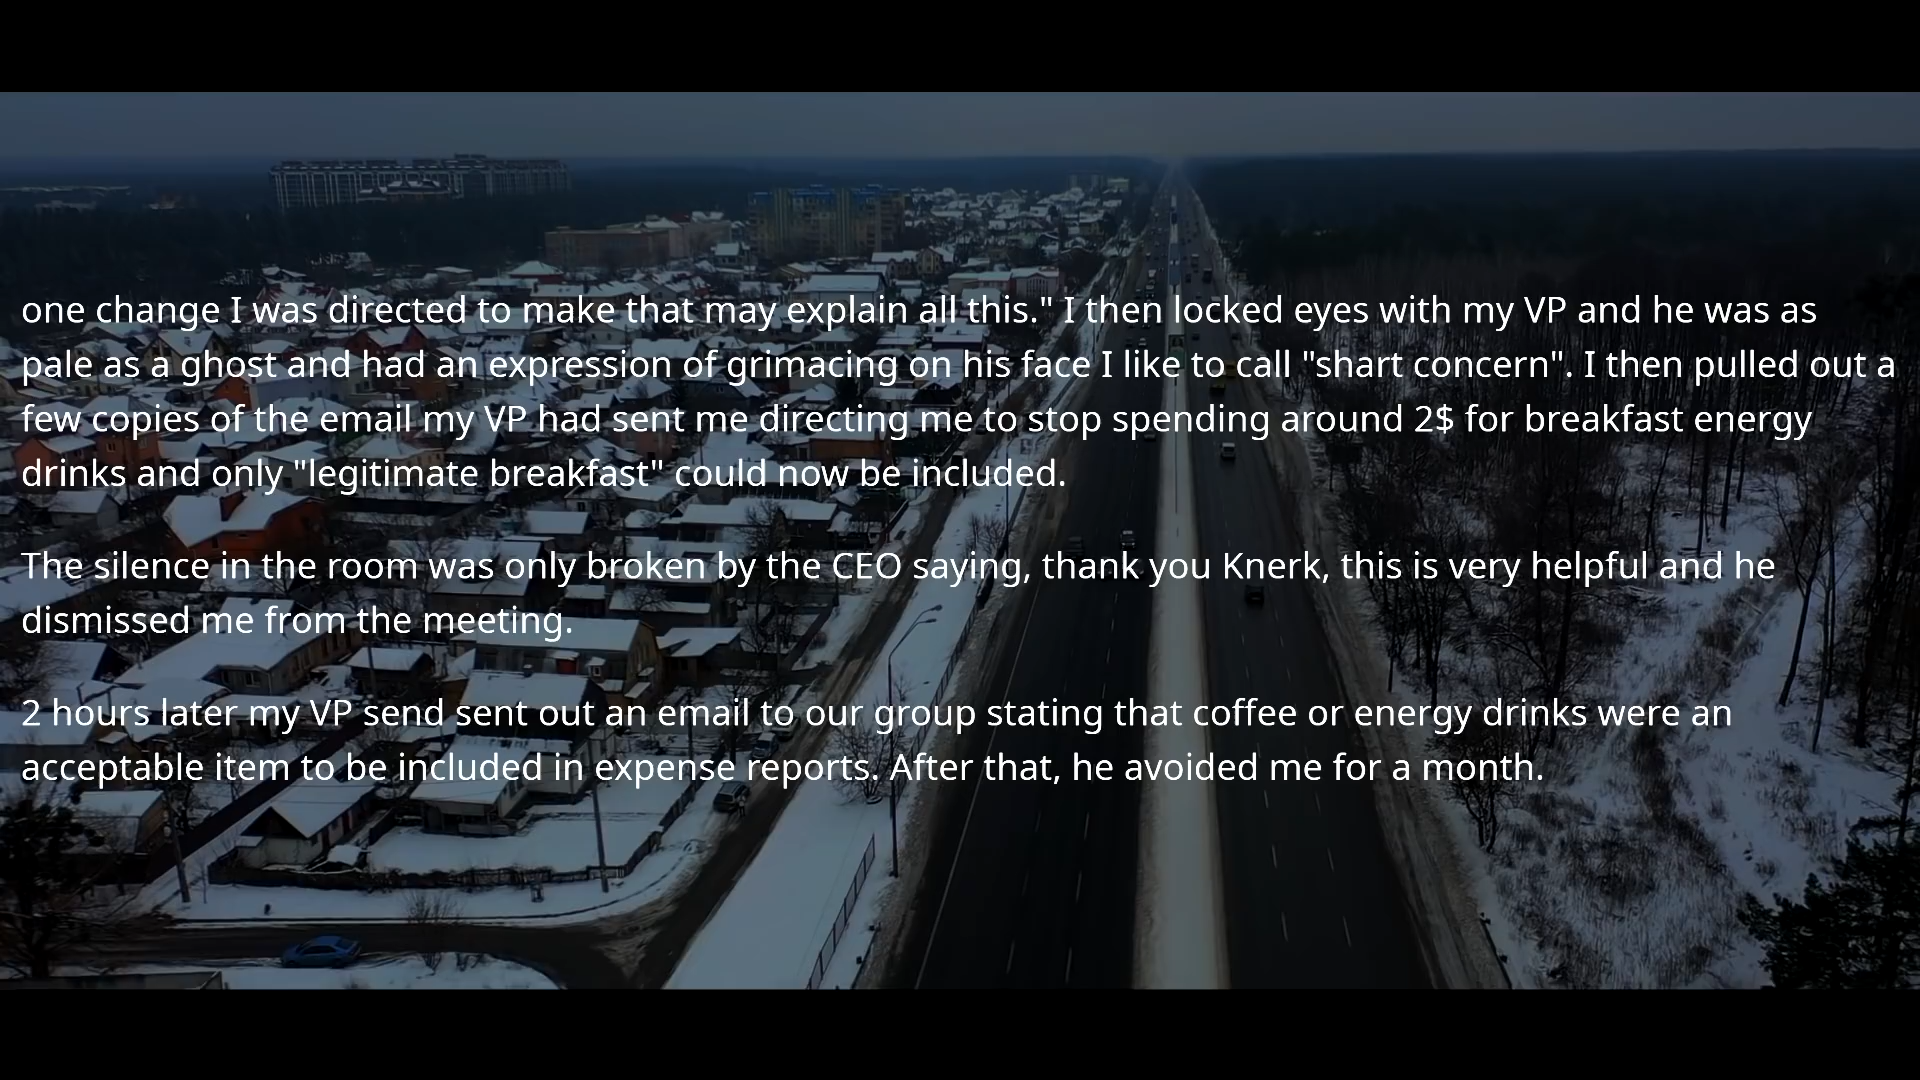 one change I was directed to make that may explain all this." I then locked eyes with my VP and he was as
pale as a ghost and had an expression of grimacing on his face I like to call "shart concern". I then pulled out a
few copies of the email my VP had sent me directing me to stop spending around 2$ for breakfast energy
drinks and only "legitimate breakfast" could now be included.
The silence in the room was only broken by the CEO saying, thank you Knerk, this is very helpful and he
dismissed me from the meeting.
2 hours later my VP send sent out an email to our group stating that coffee or energy drinks were an
acceptable item to be included in expense reports. After that, he avoided me for a month.